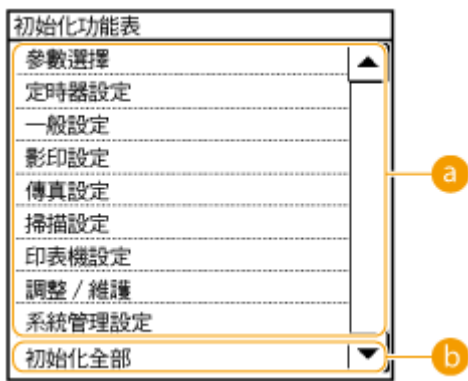 初始化功能表
參數選擇
定時器設定
一般設定
影印設定
a
傳真設定
掃描設定
印表機設定
調整 / 維護
系統管理設定
初始化全部
b